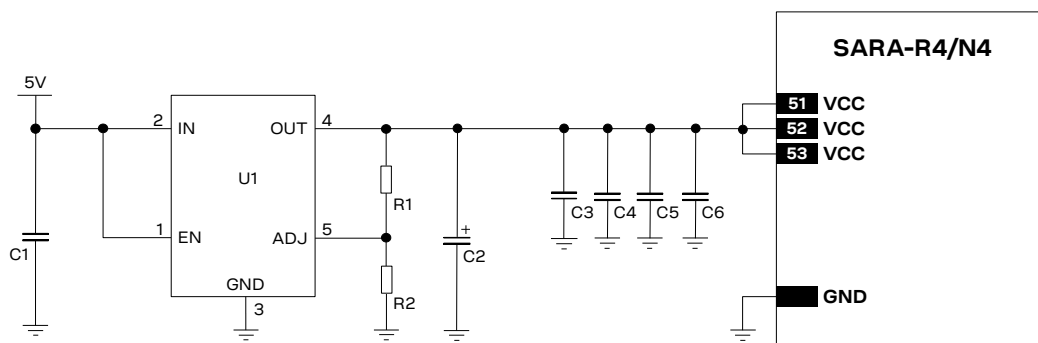 SARA-R4/N4
5V
51 VCC
2 IN OUT 4
52 VCC
53 VCC
U1
R1
C3 C4 C5 C6
1 EN ADJ 5
C1
+
C2
GND
3
R2
GND